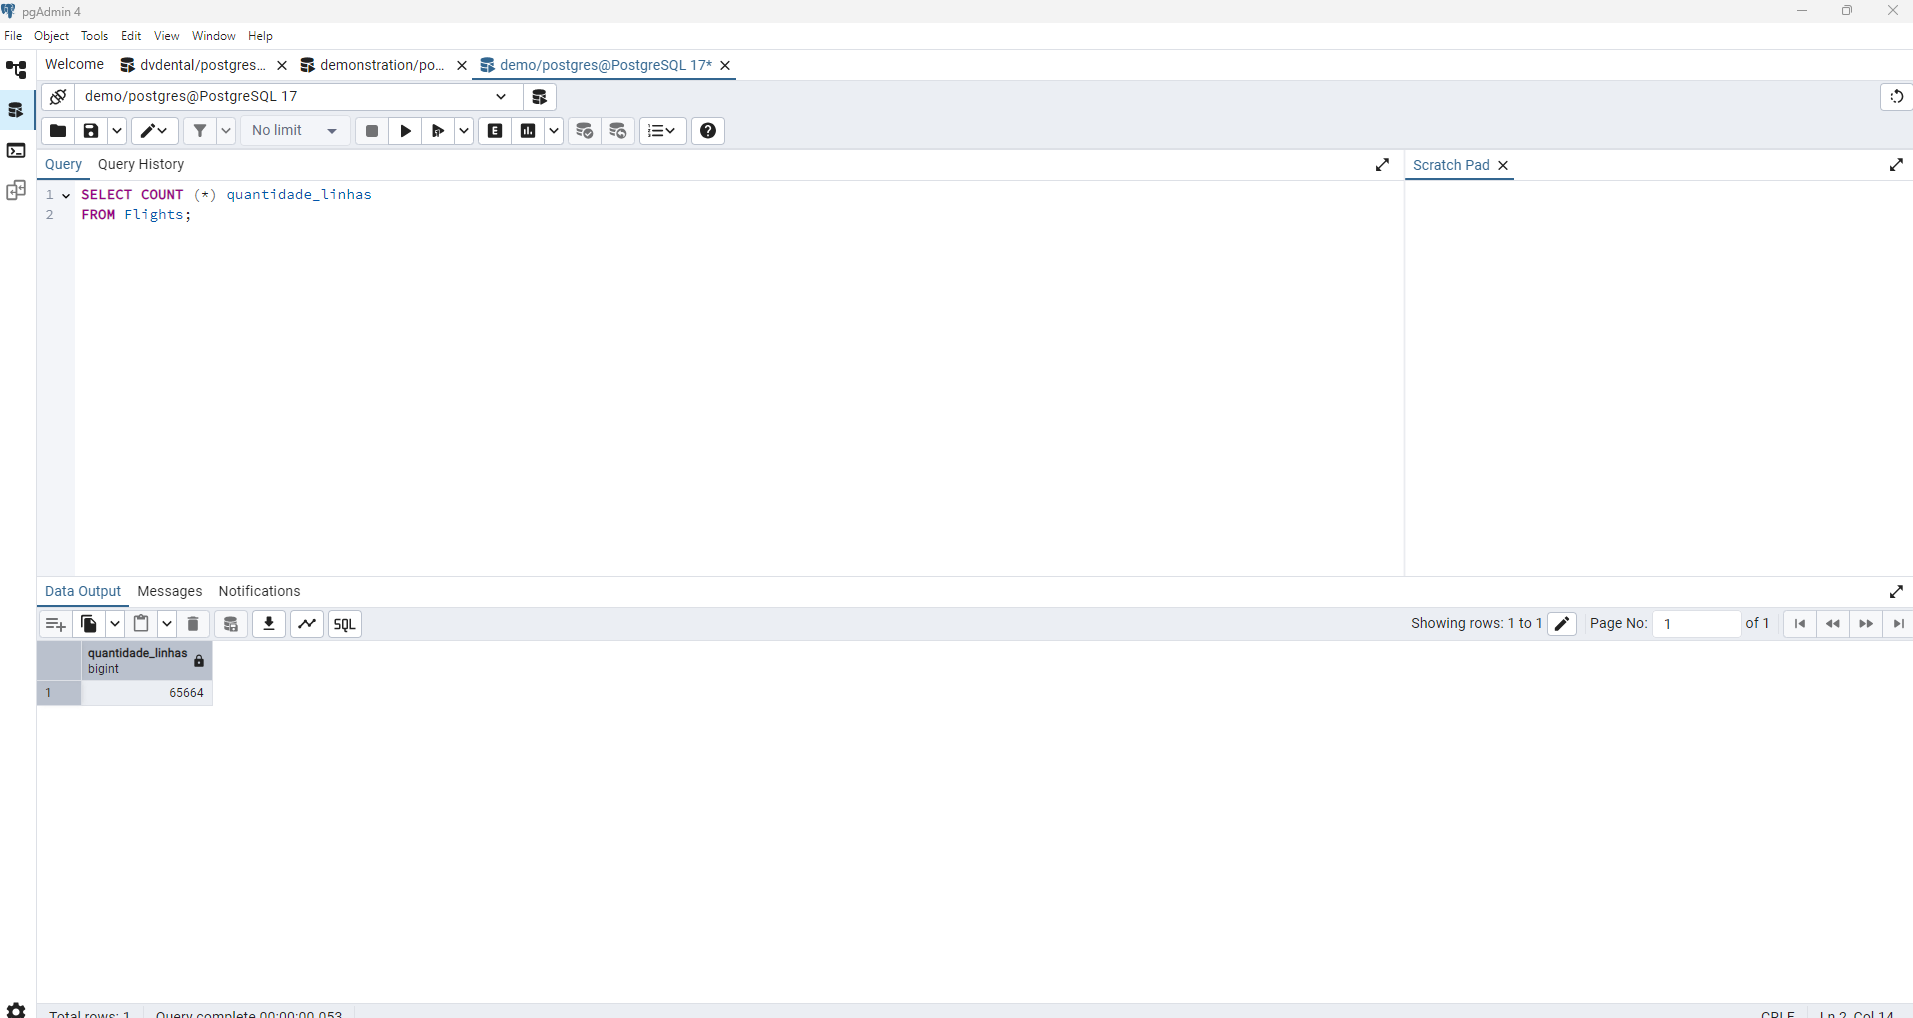 pgAdmin 4
File Object Tools Edit View Window Help
Welcome dvdental/postgres... demonstration/po... demo/postgres@PostgreSQL 17*
demo/postgres@PostgreSQL 17
No limit E
Query Query History Scratch Pad
1 SELECT COUNT (*) quantidade_linhas
2 FROM Flights;
Data Output Messages Notifications
SQL Showing rows: 1 to 1 Page No: 1 of 1
quantidade_linhas
bigint
1 65664
Total rows: 1 Query complete 00:00:00.053 CRLF Ln 2, Col 14